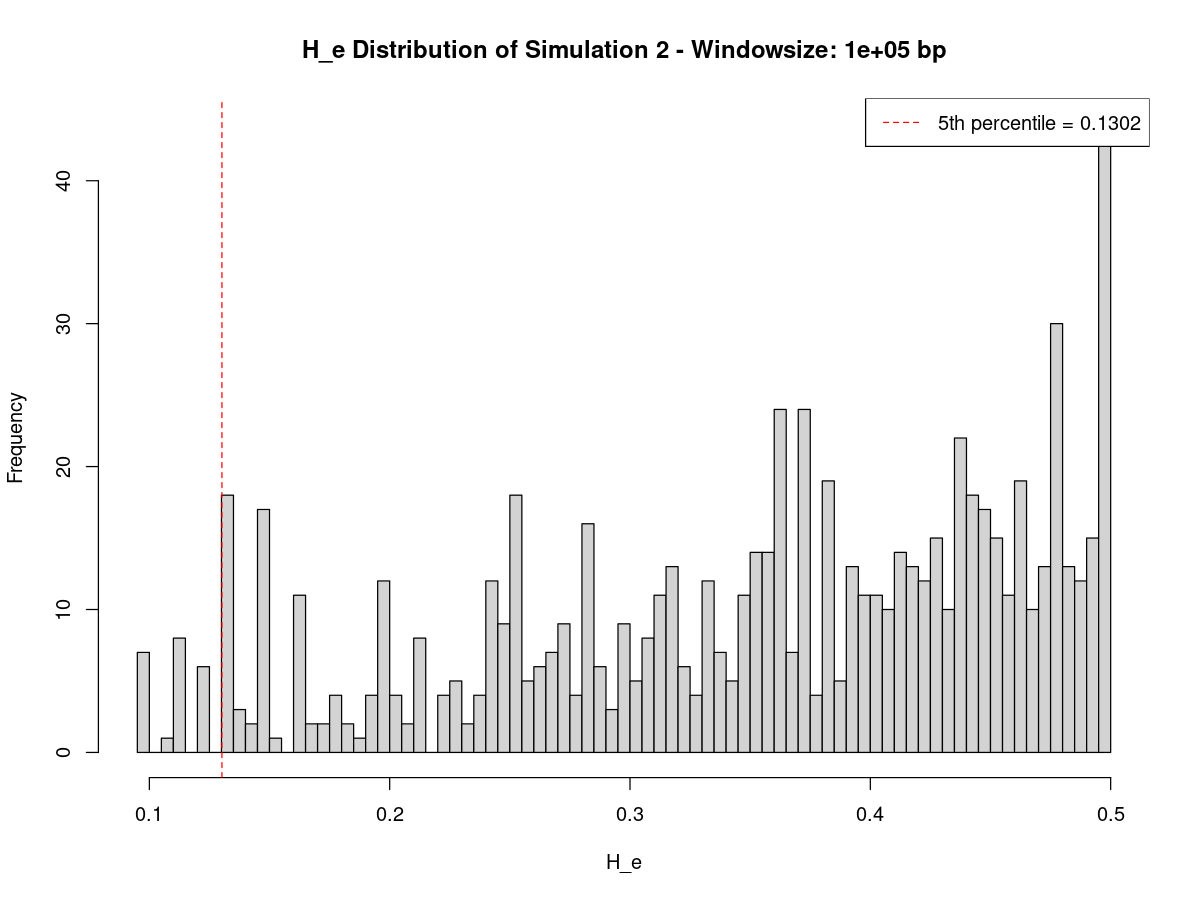 H_e Distribution of Simulation 2 - Windowsize: 1e+05 bp
5th percentile = 0.1302
Frequency
40
30
20
10
0
0.1 0.2 0.3 0.4 0.5
H_e